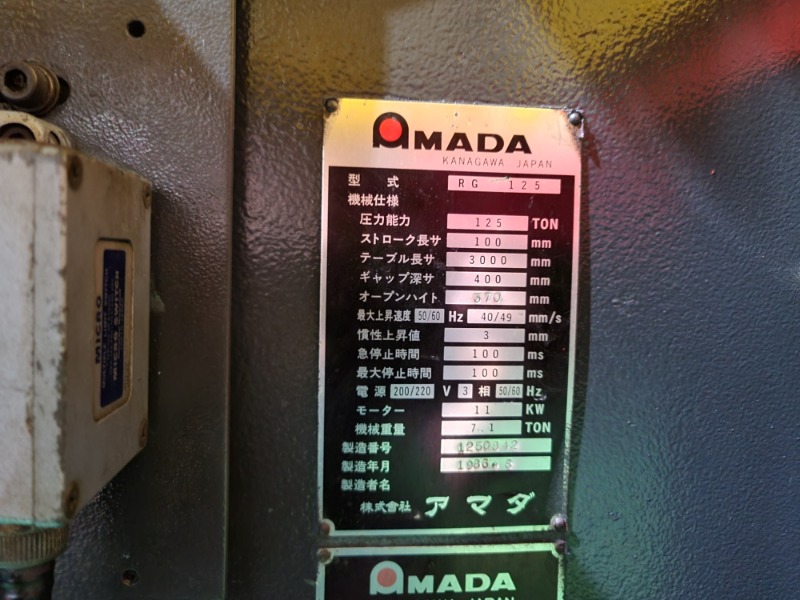 AMADA
KANAGAWA JAPAN
型式 RG 125
機械仕様
圧力能力 125 TON
ストローク長サ 100 mm
テーブル長サ 3000 mm
ギャップ深サ 400 mm
オープンハイト 370 mm
最大上昇速度 50/60 Hz 40/49 mm/s
慣性上昇値 3 mm
急停止時間 100 ms
最大停止時間 100 ms
電源 200/220 V 3 相 50/60 Hz
モーター 11 KW
機械重量 7.1 TON
製造番号 1250842
製造年月
製造者名
株式會社 アマダ
AMADA
JAPAN
MICRO
MICRO SWITCH